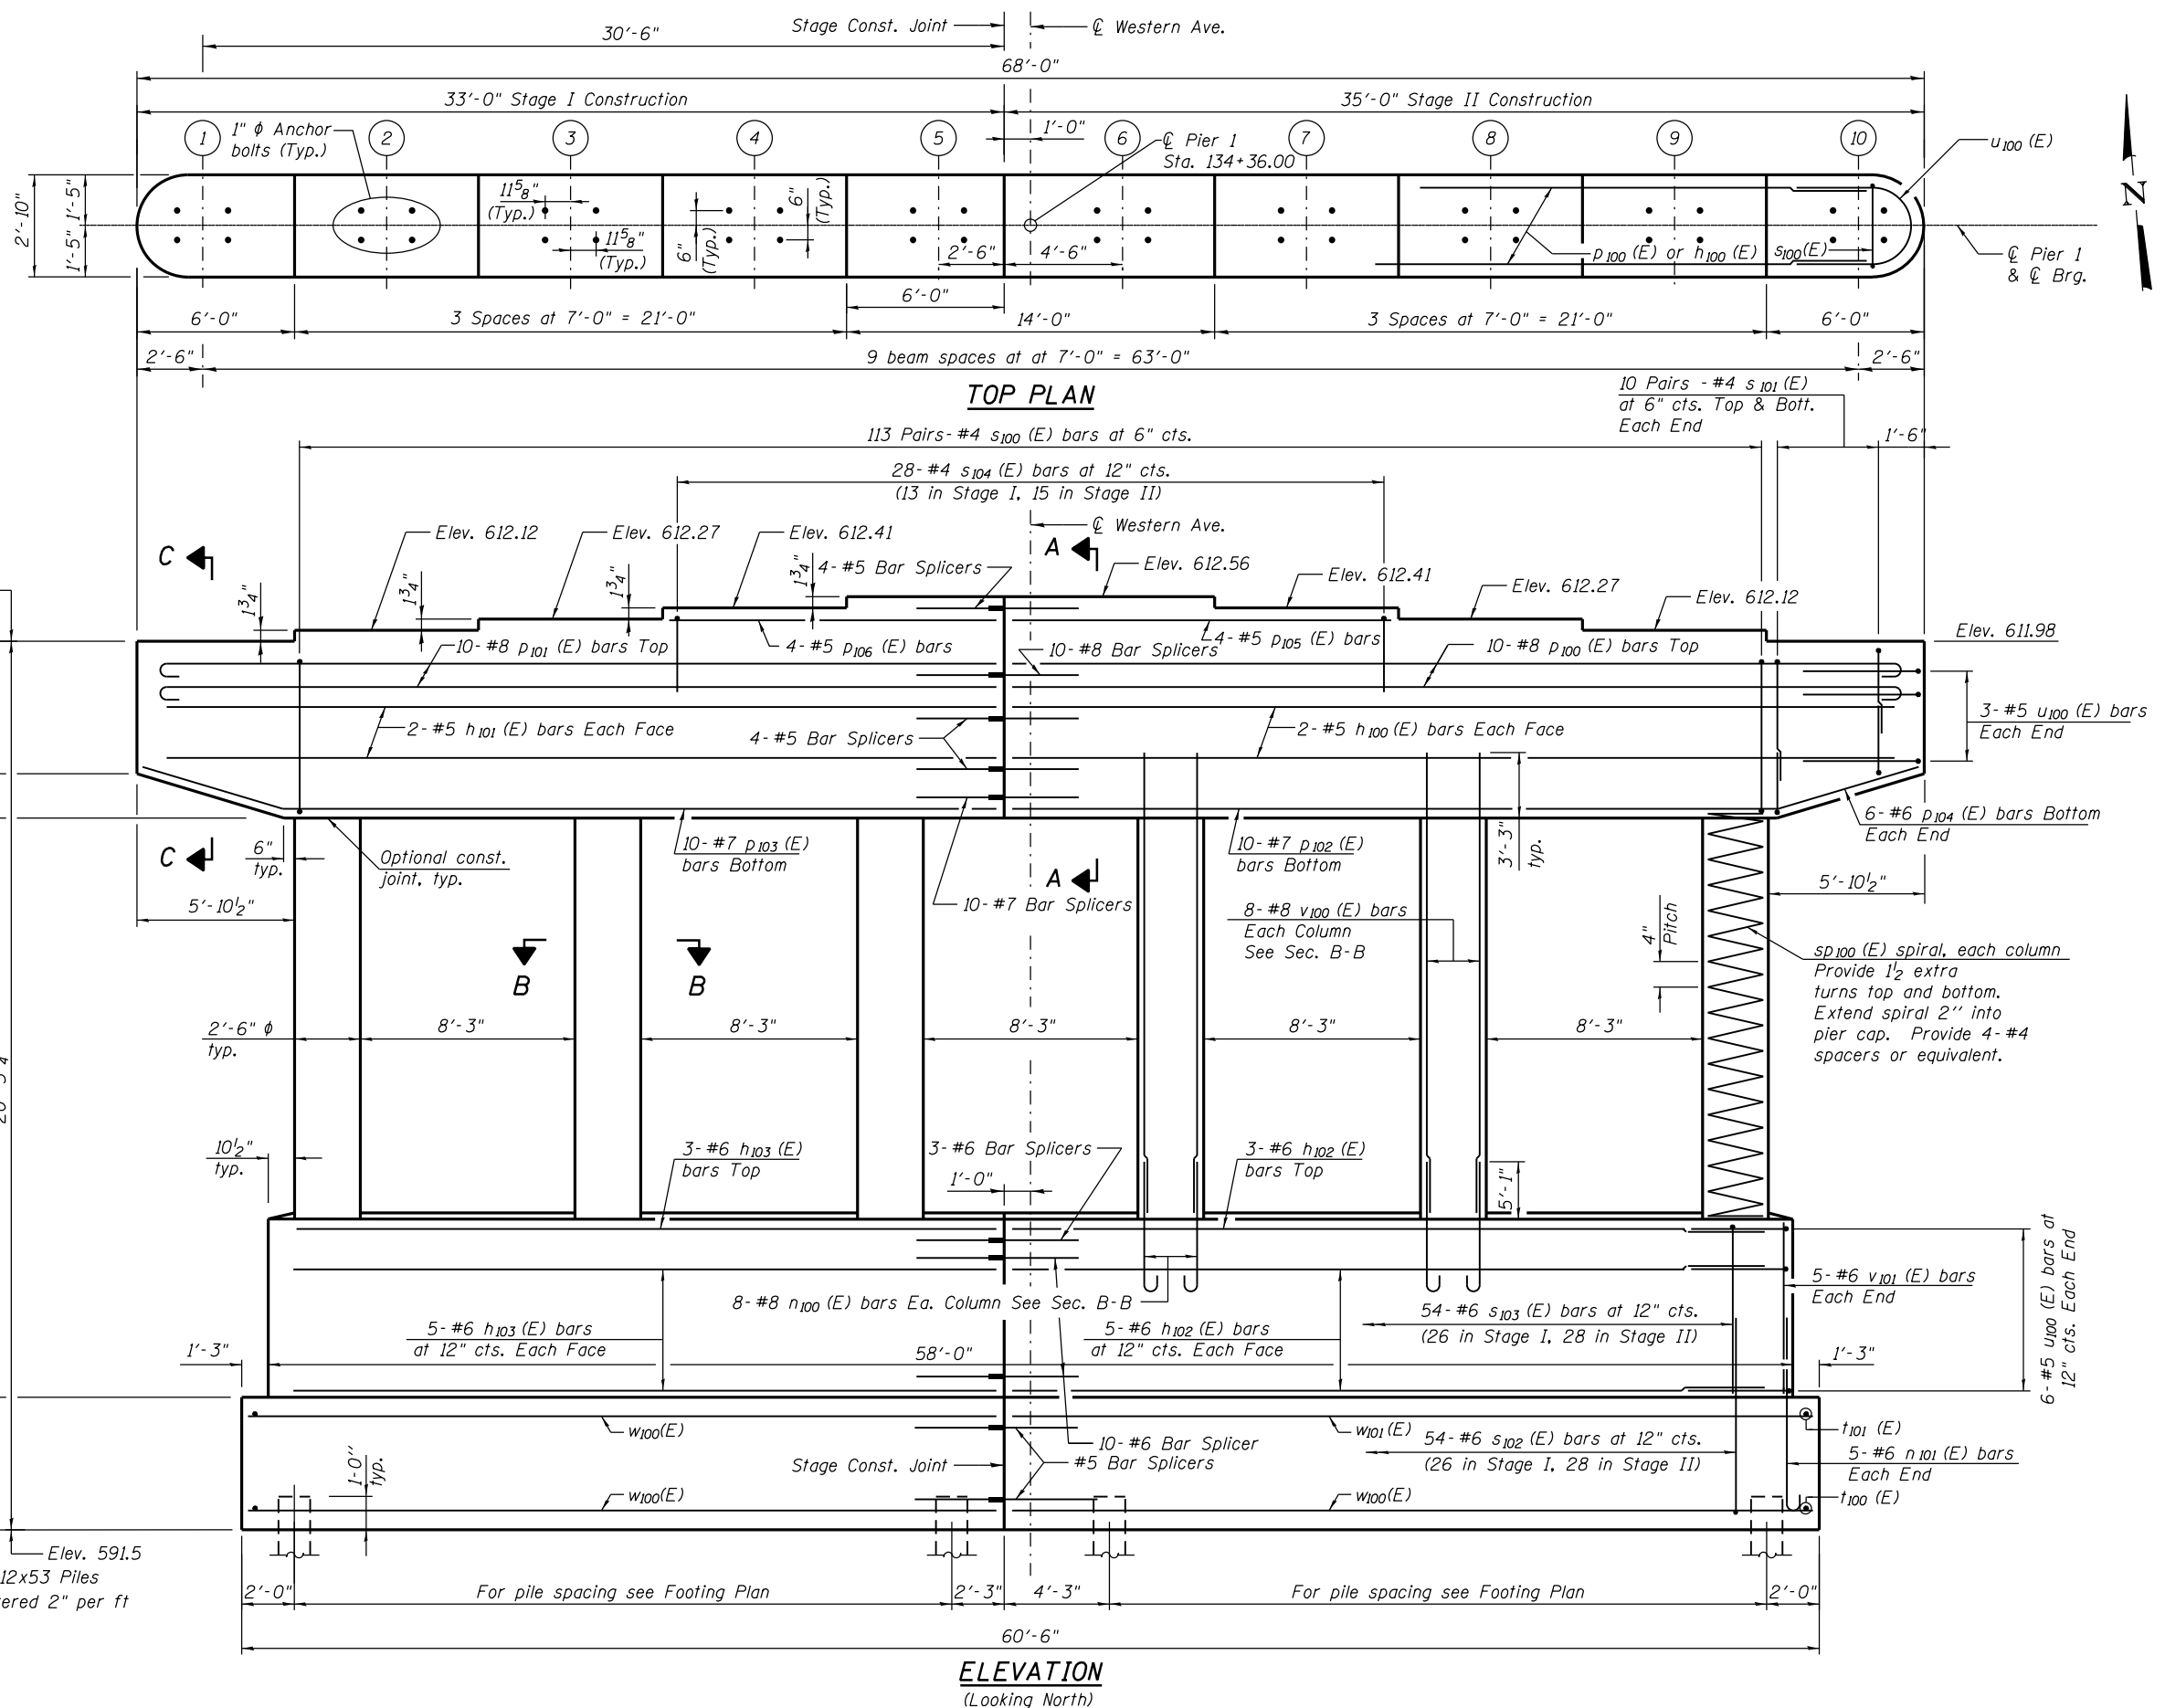 Stage Const. Joint
℄ Western Ave.
30'-6"
68'-0"
33'-0" Stage I Construction
35'-0" Stage II Construction
1
2
3
4
5
6
7
8
9
10
1" ϕ Anchor
bolts (Typ.)
1'-0"
℄ Pier 1
Sta. 134+36.00
u100 (E)
2'-10"
1'-5"
1'-5"
11 5/8"
(Typ.)
11 5/8"
(Typ.)
6"
(Typ.)
6"
(Typ.)
2'-6"
4'-6"
p100 (E) or h100 (E)
s100(E)
℄ Pier 1
& ℄ Brg.
N
6'-0"
6'-0"
3 Spaces at 7'-0" = 21'-0"
14'-0"
3 Spaces at 7'-0" = 21'-0"
6'-0"
2'-6"
9 beam spaces at at 7'-0" = 63'-0"
2'-6"
TOP PLAN
10 Pairs - #4 s101 (E)
at 6" cts. Top & Bott.
Each End
113 Pairs- #4 s100 (E) bars at 6" cts.
1'-6"
28- #4 s104 (E) bars at 12" cts.
(13 in Stage I, 15 in Stage II)
℄ Western Ave.
C
Elev. 612.12
Elev. 612.27
Elev. 612.41
A
Elev. 612.56
Elev. 612.41
Elev. 612.27
Elev. 612.12
1 3/4"
1 3/4"
1 3/4"
1 3/4"
4- #5 Bar Splicers
Elev. 611.98
10- #8 p101 (E) bars Top
4- #5 p106 (E) bars
10- #8 Bar Splicers
4- #5 p105 (E) bars
10- #8 p100 (E) bars Top
2- #5 h101 (E) bars Each Face
4- #5 Bar Splicers
2- #5 h100 (E) bars Each Face
3- #5 u100 (E) bars
Each End
C
6"
typ.
Optional const.
joint, typ.
10- #7 p103 (E)
bars Bottom
A
10- #7 p102 (E)
bars Bottom
3'-3"
typ.
6- #6 p104 (E) bars Bottom
Each End
5'-10 1/2"
10- #7 Bar Splicers
5'-10 1/2"
8- #8 v100 (E) bars
Each Column
See Sec. B-B
4"
Pitch
B
B
sp100 (E) spiral, each column
Provide 1 1/2 extra
turns top and bottom.
Extend spiral 2'' into
pier cap. Provide 4- #4
spacers or equivalent.
2'-6" ϕ
typ.
8'-3"
8'-3"
8'-3"
8'-3"
8'-3"
10 1/2"
typ.
3- #6 h103 (E)
bars Top
3- #6 Bar Splicers
1'-0"
3- #6 h102 (E)
bars Top
5'-1"
8- #8 n100 (E) bars Ea. Column See Sec. B-B
5- #6 v101 (E) bars
Each End
6- #5 u100 (E) bars at
12" cts. Each End
54- #6 s103 (E) bars at 12" cts.
(26 in Stage I, 28 in Stage II)
5- #6 h103 (E) bars
at 12" cts. Each Face
5- #6 h102 (E) bars
at 12" cts. Each Face
1'-3"
58'-0"
1'-3"
w100(E)
w101 (E)
t101 (E)
10- #6 Bar Splicer
54- #6 s102 (E) bars at 12" cts.
(26 in Stage I, 28 in Stage II)
Stage Const. Joint
#5 Bar Splicers
5- #6 n101 (E) bars
Each End
1-0''
typ.
w100(E)
w100(E)
t100 (E)
Elev. 591.5
12x53 Piles
ered 2" per ft
2'-0"
For pile spacing see Footing Plan
2'-3"
4'-3"
For pile spacing see Footing Plan
2'-0"
60'-6"
ELEVATION
(Looking North)